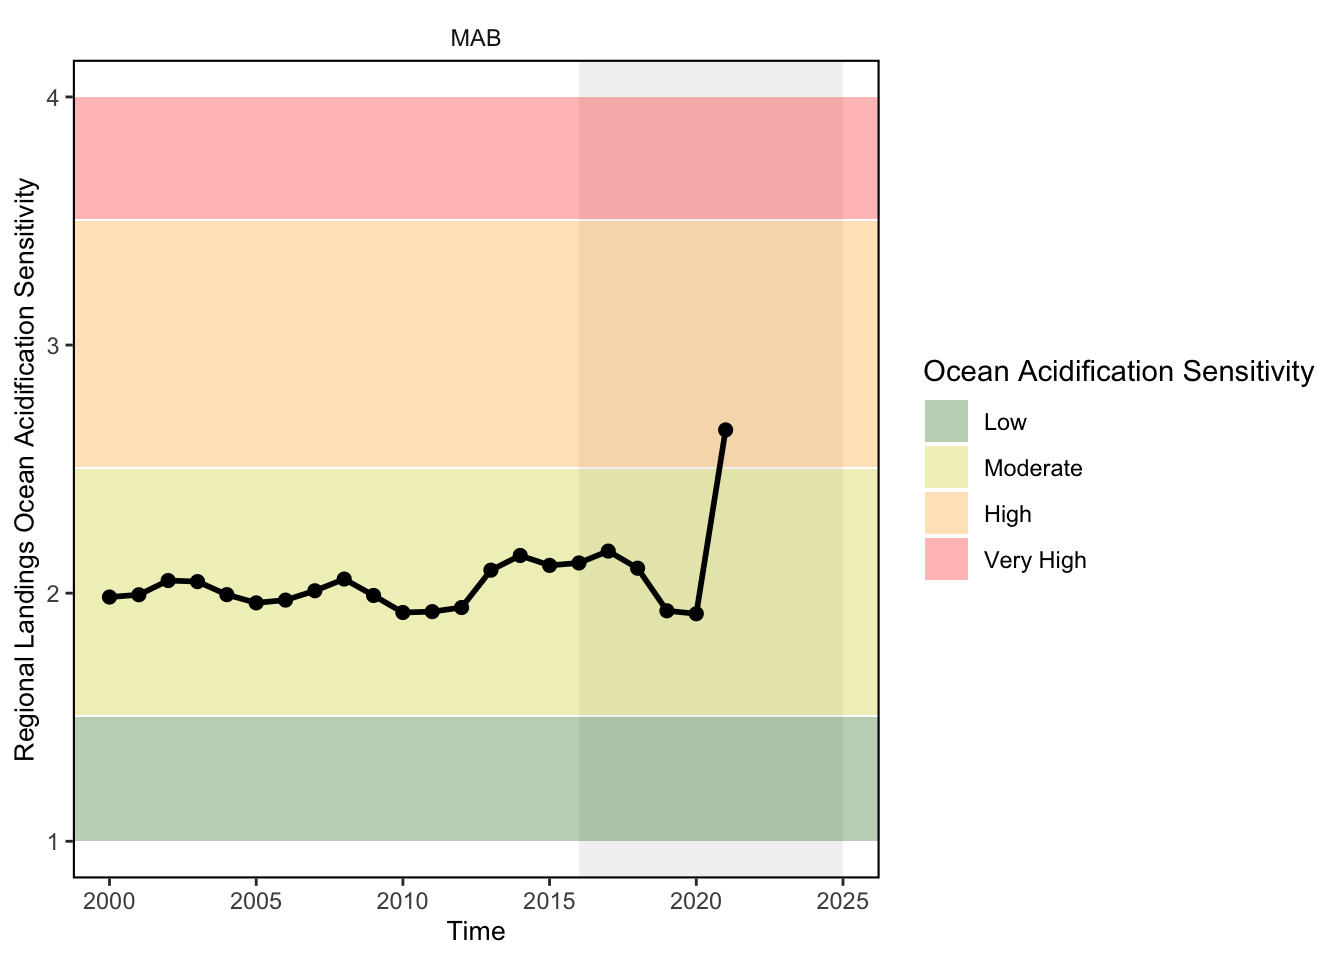 MAB
Regional Landings Ocean Acidification Sensitivity
4
3
2
1
2000 2005 2010 2015 2020 2025
Time
Ocean Acidification Sensitivity
Low
Moderate
High
Very High